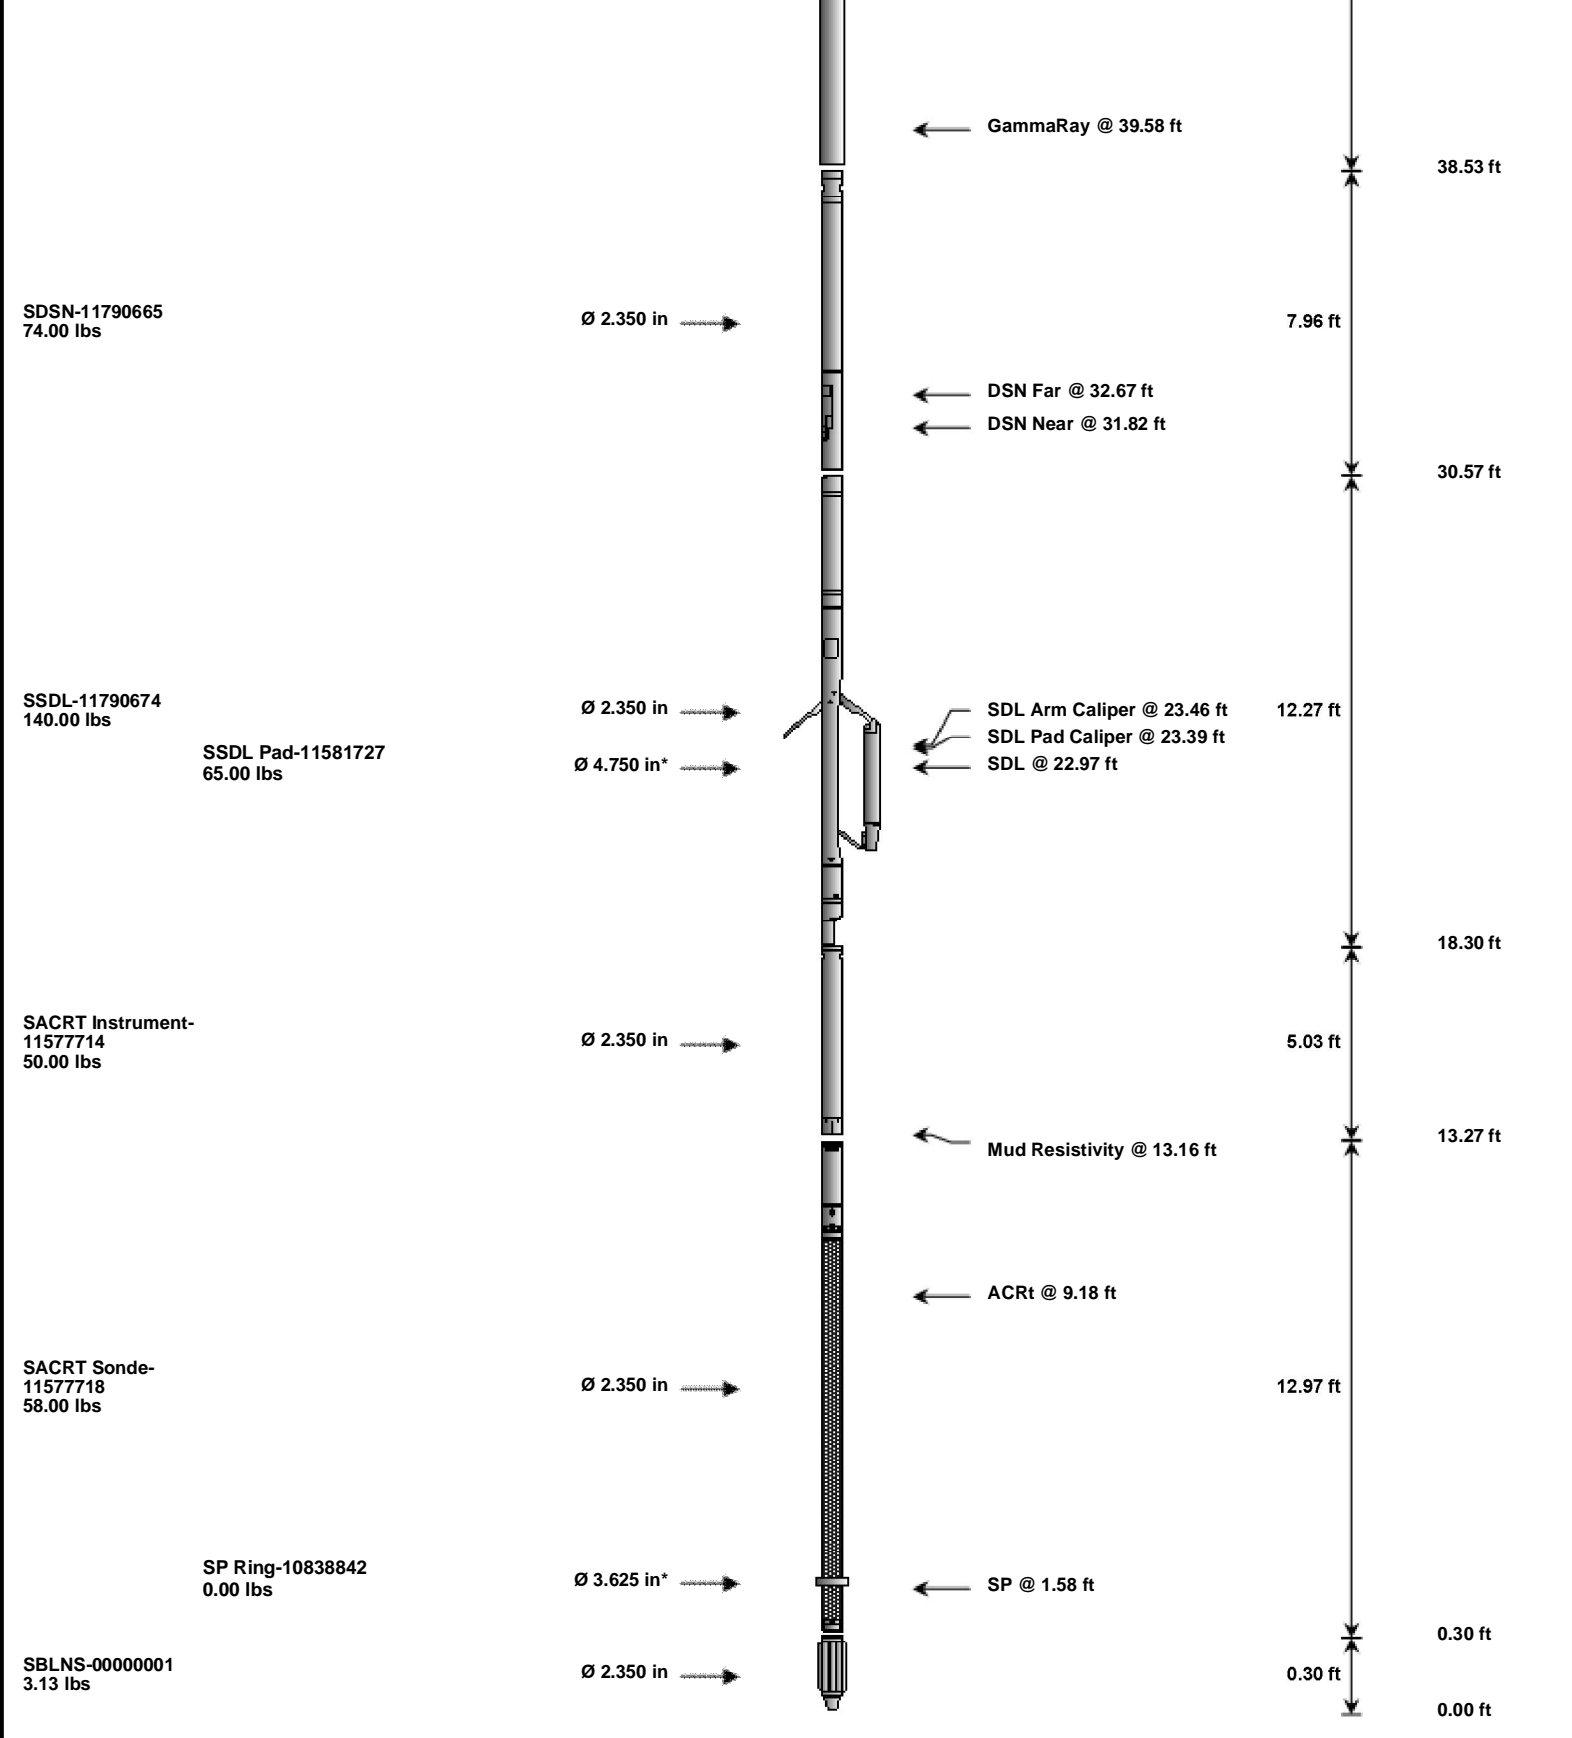 GammaRay @ 39.58 ft
38.53 ft
SDSN-11790665
74.00 lbs
Ø 2.350 in
7.96 ft
DSN Far @ 32.67 ft
DSN Near @ 31.82 ft
30.57 ft
SSDL-11790674
140.00 lbs
Ø 2.350 in
SDL Arm Caliper @ 23.46 ft
12.27 ft
SDL Pad Caliper @ 23.39 ft
SSDL Pad-11581727
65.00 lbs
Ø 4.750 in*
SDL @ 22.97 ft
18.30 ft
SACRT Instrument-
11577714
50.00 lbs
Ø 2.350 in
5.03 ft
Mud Resistivity @ 13.16 ft
13.27 ft
ACRt @ 9.18 ft
SACRT Sonde-
11577718
58.00 lbs
Ø 2.350 in
12.97 ft
SP Ring-10838842
0.00 lbs
Ø 3.625 in*
SP @ 1.58 ft
0.30 ft
SBLNS-00000001
3.13 lbs
Ø 2.350 in
0.30 ft
0.00 ft